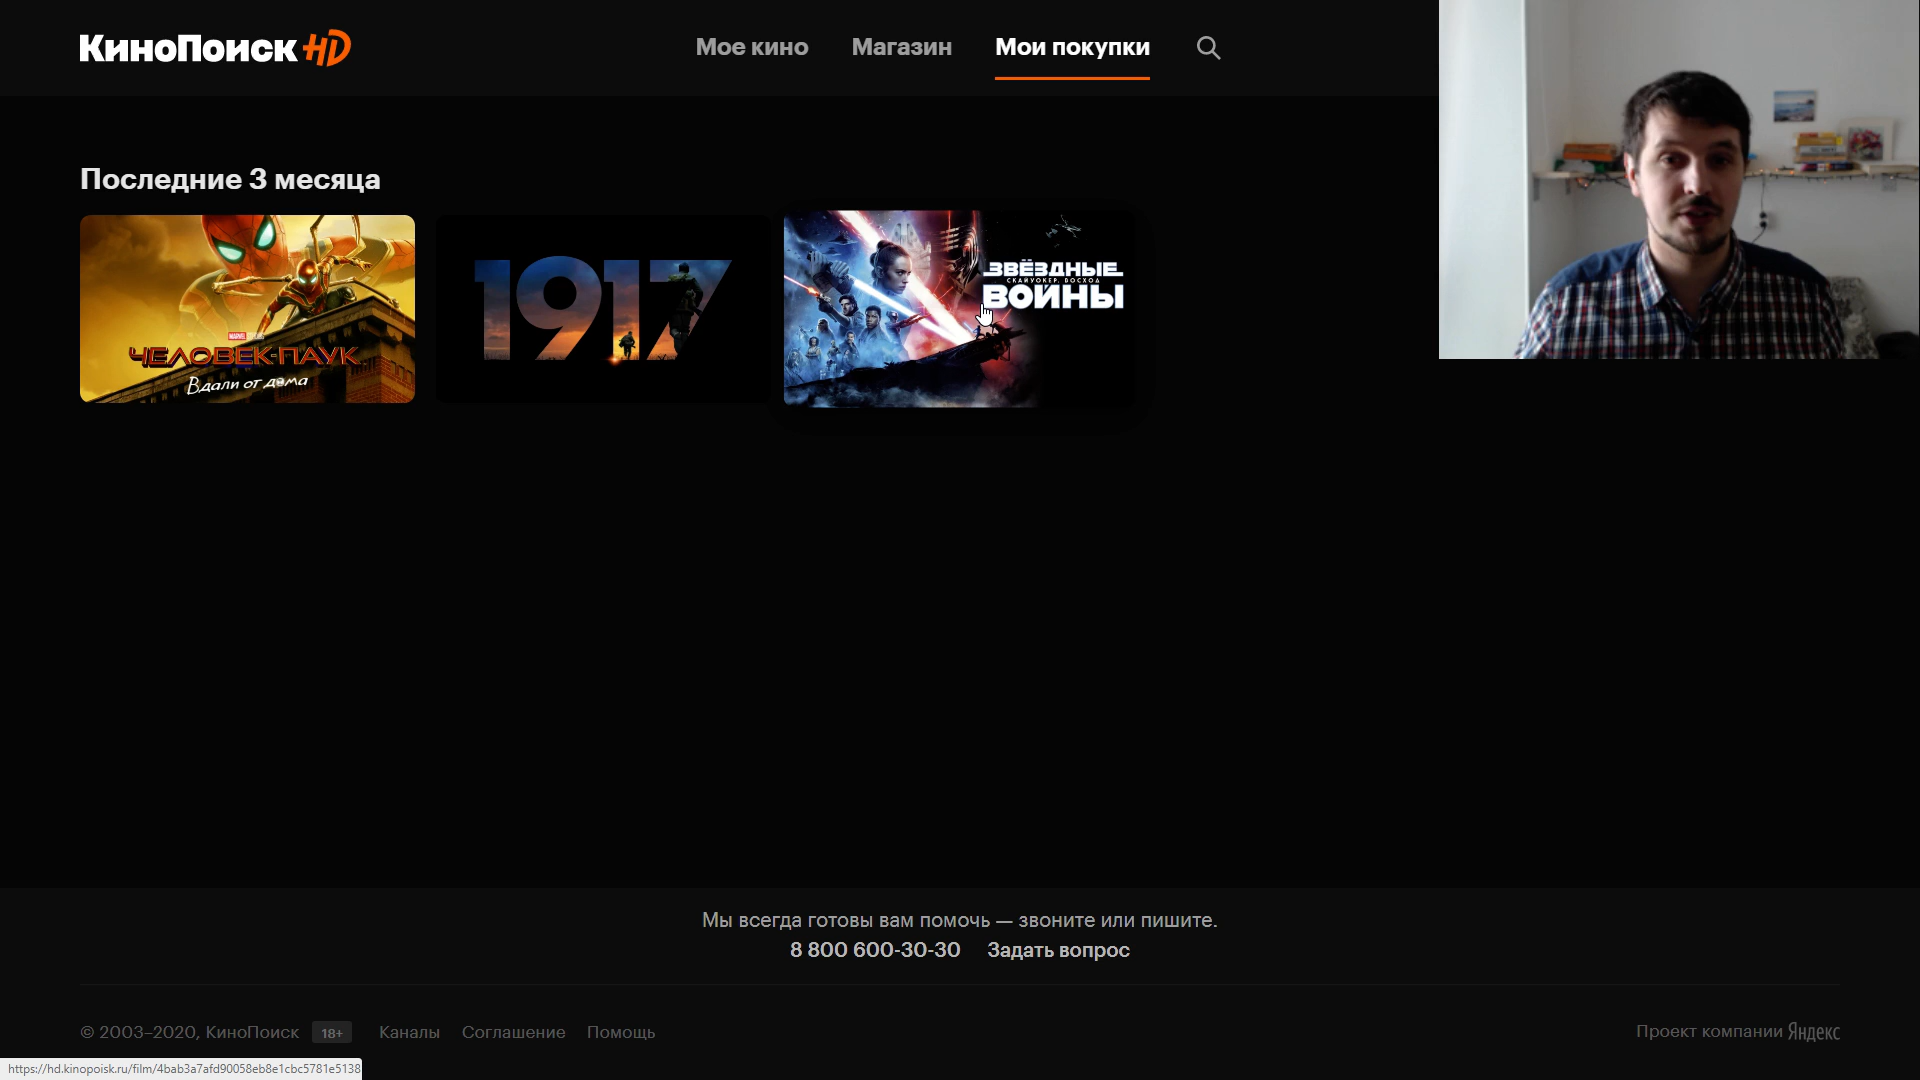 КиноПоиск HD
Мое кино
Магазин
Мои покупки
Последние 3 месяца
MARVEL
ЧЕЛОВЕК-ПАУК
Вдали от дома
1917
ЗВЁЗДНЫЕ
СКАЙУОКЕР. ВОСХОД
ВОЙНЫ
Мы всегда готовы вам помочь — звоните или пишите.
8 800 600-30-30 Задать вопрос
© 2003–2020, КиноПоиск 18+ Каналы Соглашение Помощь
Проект компании Яндекс
https://hd.kinopoisk.ru/film/4bab3a7afd90058eb8e1cbc5781e5138